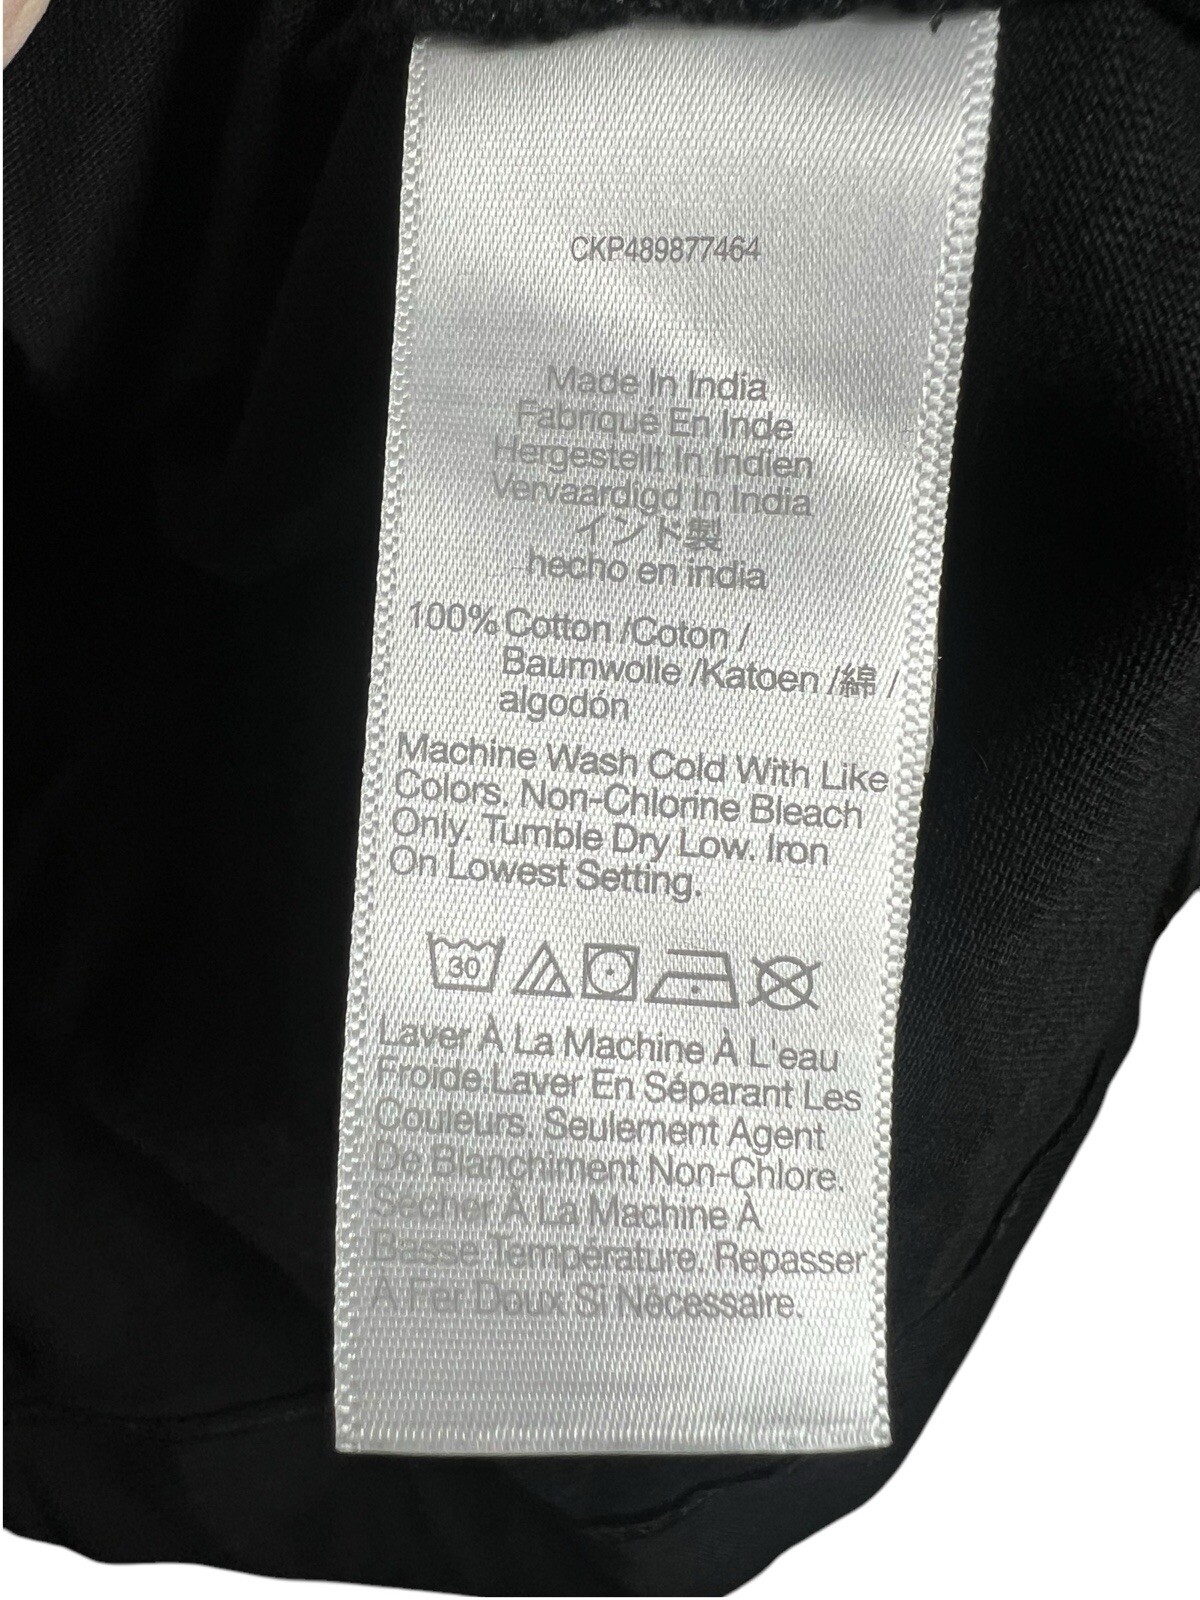 CKP489877464
Made In India
Fabriqué En Inde
Hergestellt In Indien
Vervaardigd In India
インド製
hecho en india
100% Cotton /Coton /
Baumwolle /Katoen /綿 /
algodón
Machine Wash Cold With Like
Colors. Non-Chlorine Bleach
Only. Tumble Dry Low. Iron
On Lowest Setting.
30
Laver À La Machine À L'eau
Froide.Laver En Séparant Les
Couleurs. Seulement Agent
De Blanchiment Non-Chlore.
Sécher À La Machine À
Basse Température. Repasser
A Fer Doux Si Nécessaire.